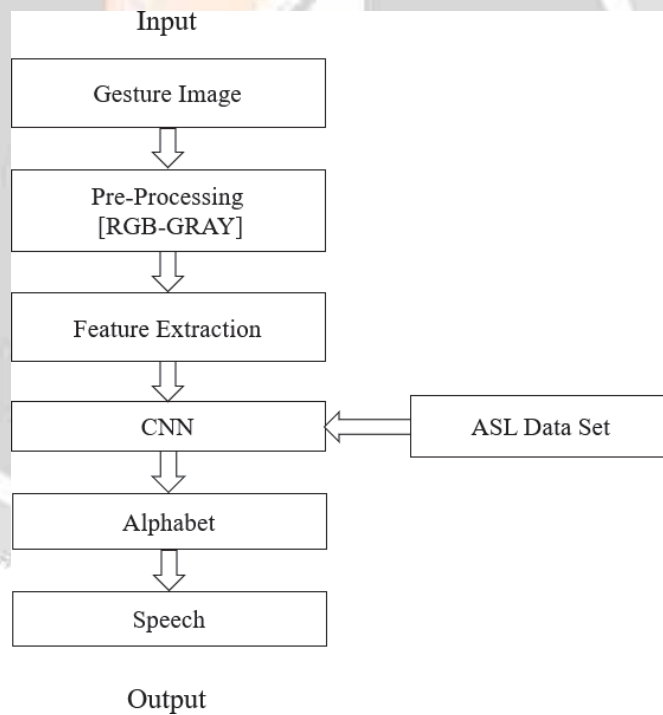 Input
Gesture Image
Pre-Processing
[RGB-GRAY]
Feature Extraction
CNN
ASL Data Set
Alphabet
Speech
Output